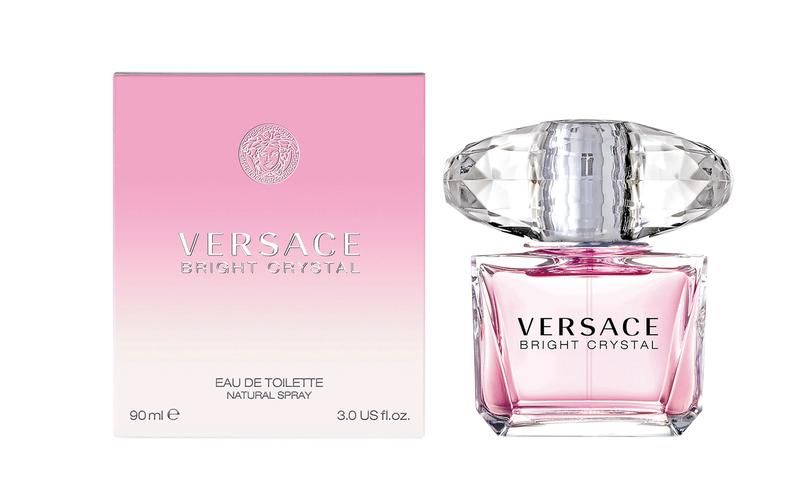 VERSACE
BRIGHT CRYSTAL
EAU DE TOILETTE
NATURAL SPRAY
90 ml ℮ 3.0 US fl.oz.
VERSACE
BRIGHT CRYSTAL